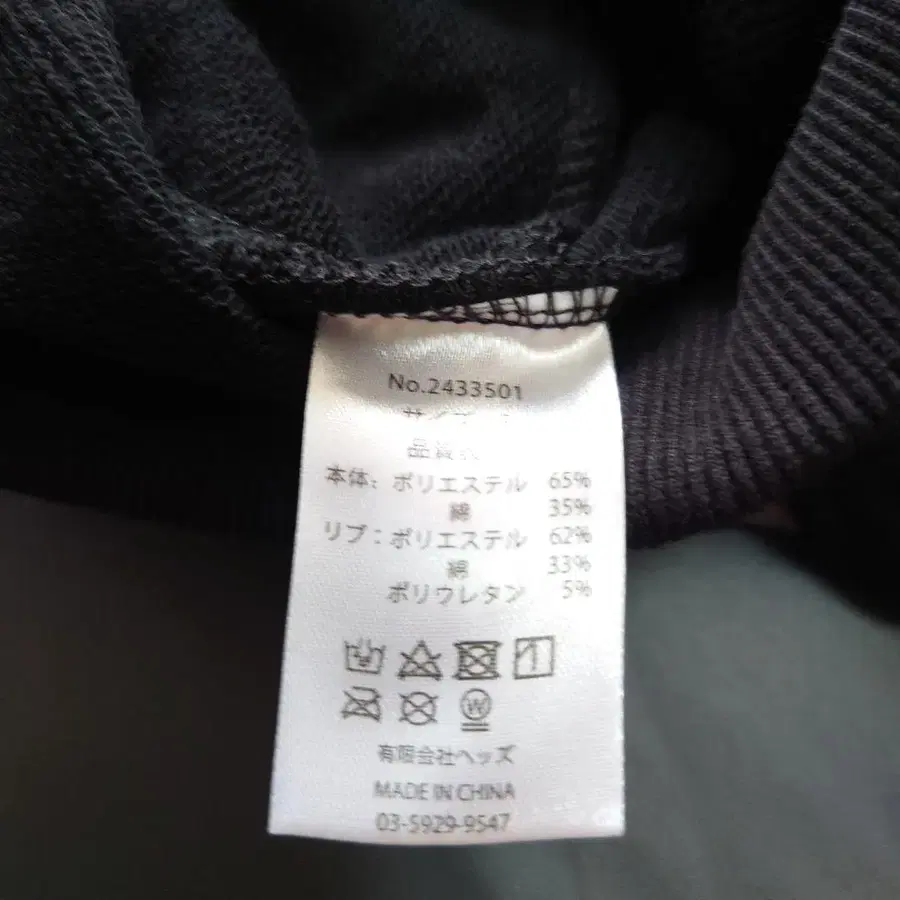 No.2433501
本体: ポリエステル 65%
綿 35%
リブ: ポリエステル 62%
綿 33%
ポリウレタン 5%
有限会社ヘッズ
MADE IN CHINA
03-5929-9547